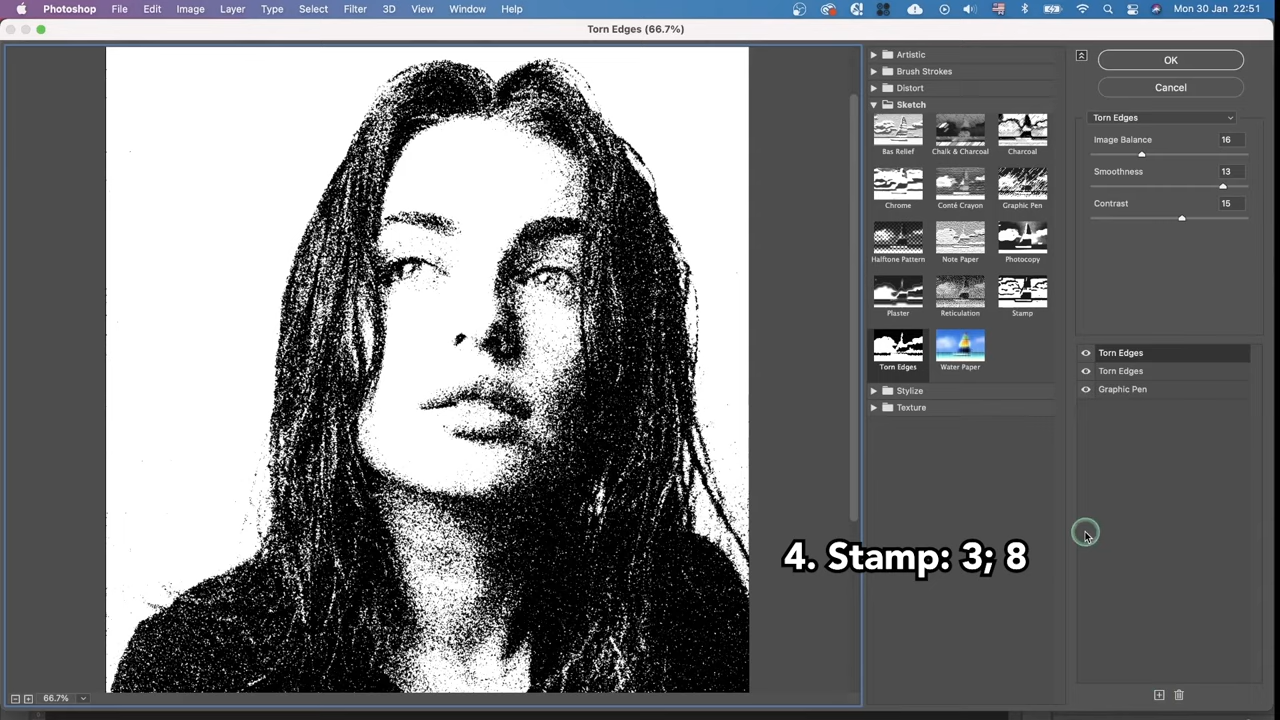 Photoshop File Edit Image Layer Type Select Filter 3D View Window Help Mon 30 Jan 22:51
Torn Edges (66.7%)
Artistic
Brush Strokes
Distort
Sketch
Bas Relief Chalk & Charcoal Charcoal
Chrome Conté Crayon Graphic Pen
Halftone Pattern Note Paper Photocopy
Plaster Reticulation Stamp
Torn Edges Water Paper
Stylize
Texture
OK
Cancel
Torn Edges
Image Balance 16
Smoothness 13
Contrast 15
Torn Edges
Torn Edges
Graphic Pen
4. Stamp: 3; 8
66.7%